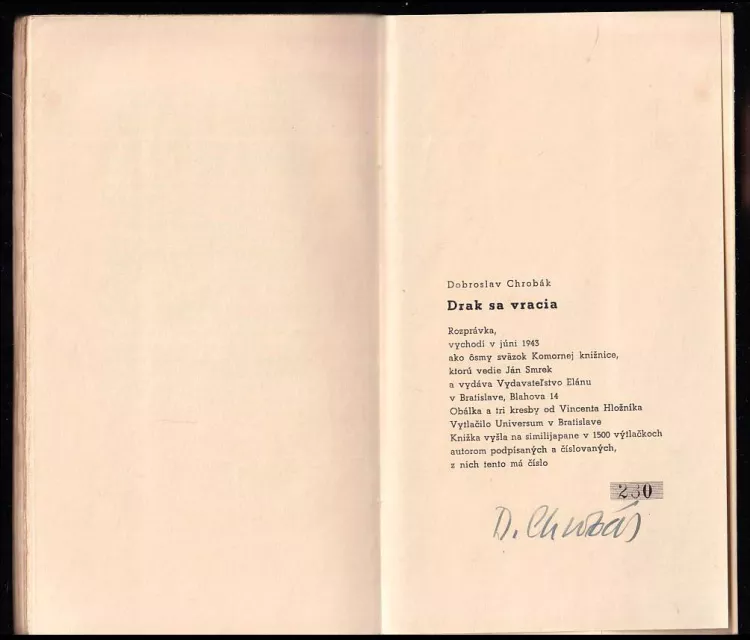 Dobroslav Chrobák
Drak sa vracia
Rozprávka,
vychodí v júni 1943
ako ôsmy sväzok Komornej knižnice,
ktorú vedie Ján Smrek
a vydáva Vydavateľstvo Elánu
v Bratislave, Blahova 14
Obálka a tri kresby od Vincenta Hložníka
Vytlačilo Universum v Bratislave
Knižka vyšla na similijapane v 1500 výtlačkoch
autorom podpísaných a číslovaných,
z nich tento má číslo
230
D. Chrobák